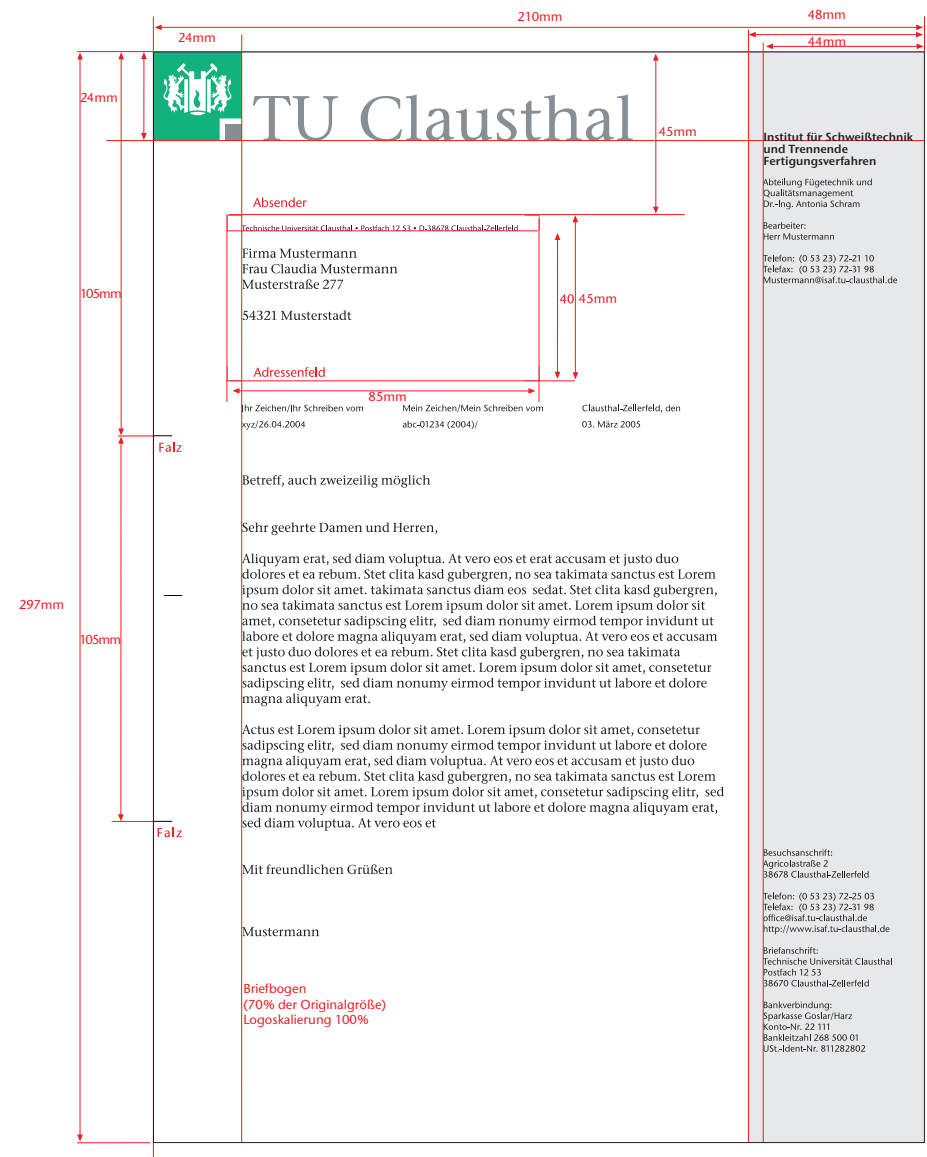 210mm
48mm
24mm
44mm
24mm
TU Clausthal
45mm
Institut für Schweißtechnik
und Trennende
Fertigungsverfahren
Abteilung Fügetechnik und
Qualitätsmanagement
Dr.-Ing. Antonia Schram
Bearbeiter:
Herr Mustermann
Telefon: (0 53 23) 72-21 10
Telefax: (0 53 23) 72-31 98
Mustermann@isaf.tu-clausthal.de
Absender
Technische Universität Clausthal • Postfach 12 53 • D-38678 Clausthal-Zellerfeld
Firma Mustermann
Frau Claudia Mustermann
Musterstraße 277
54321 Musterstadt
105mm
40
45mm
Adressenfeld
85mm
Ihr Zeichen/Ihr Schreiben vom
xyz/26.04.2004
Mein Zeichen/Mein Schreiben vom
abc-01234 (2004)/
Clausthal-Zellerfeld, den
03. März 2005
Falz
Betreff, auch zweizeilig möglich
Sehr geehrte Damen und Herren,
Aliquyam erat, sed diam voluptua. At vero eos et erat accusam et justo duo
dolores et ea rebum. Stet clita kasd gubergren, no sea takimata sanctus est Lorem
ipsum dolor sit amet. takimata sanctus diam eos  sedat. Stet clita kasd gubergren,
no sea takimata sanctus est Lorem ipsum dolor sit amet. Lorem ipsum dolor sit
amet, consetetur sadipscing elitr,  sed diam nonumy eirmod tempor invidunt ut
labore et dolore magna aliquyam erat, sed diam voluptua. At vero eos et accusam
et justo duo dolores et ea rebum. Stet clita kasd gubergren, no sea takimata
sanctus est Lorem ipsum dolor sit amet. Lorem ipsum dolor sit amet, consetetur
sadipscing elitr,  sed diam nonumy eirmod tempor invidunt ut labore et dolore
magna aliquyam erat.
297mm
105mm
Actus est Lorem ipsum dolor sit amet. Lorem ipsum dolor sit amet, consetetur
sadipscing elitr,  sed diam nonumy eirmod tempor invidunt ut labore et dolore
magna aliquyam erat, sed diam voluptua. At vero eos et accusam et justo duo
dolores et ea rebum. Stet clita kasd gubergren, no sea takimata sanctus est Lorem
ipsum dolor sit amet. Lorem ipsum dolor sit amet, consetetur sadipscing elitr,  sed
diam nonumy eirmod tempor invidunt ut labore et dolore magna aliquyam erat,
sed diam voluptua. At vero eos et
Falz
Mit freundlichen Grüßen
Mustermann
Briefbogen
(70% der Originalgröße)
Logoskalierung 100%
Besuchsanschrift:
Agricolastraße 2
38678 Clausthal-Zellerfeld
Telefon: (0 53 23) 72-25 03
Telefax: (0 53 23) 72-31 98
office@isaf.tu-clausthal.de
http://www.isaf.tu-clausthal.de
Briefanschrift:
Technische Universität Clausthal
Postfach 12 53
38670 Clausthal-Zellerfeld
Bankverbindung:
Sparkasse Goslar/Harz
Konto-Nr. 22 111
Bankleitzahl 268 500 01
USt.-Ident-Nr. 811282802